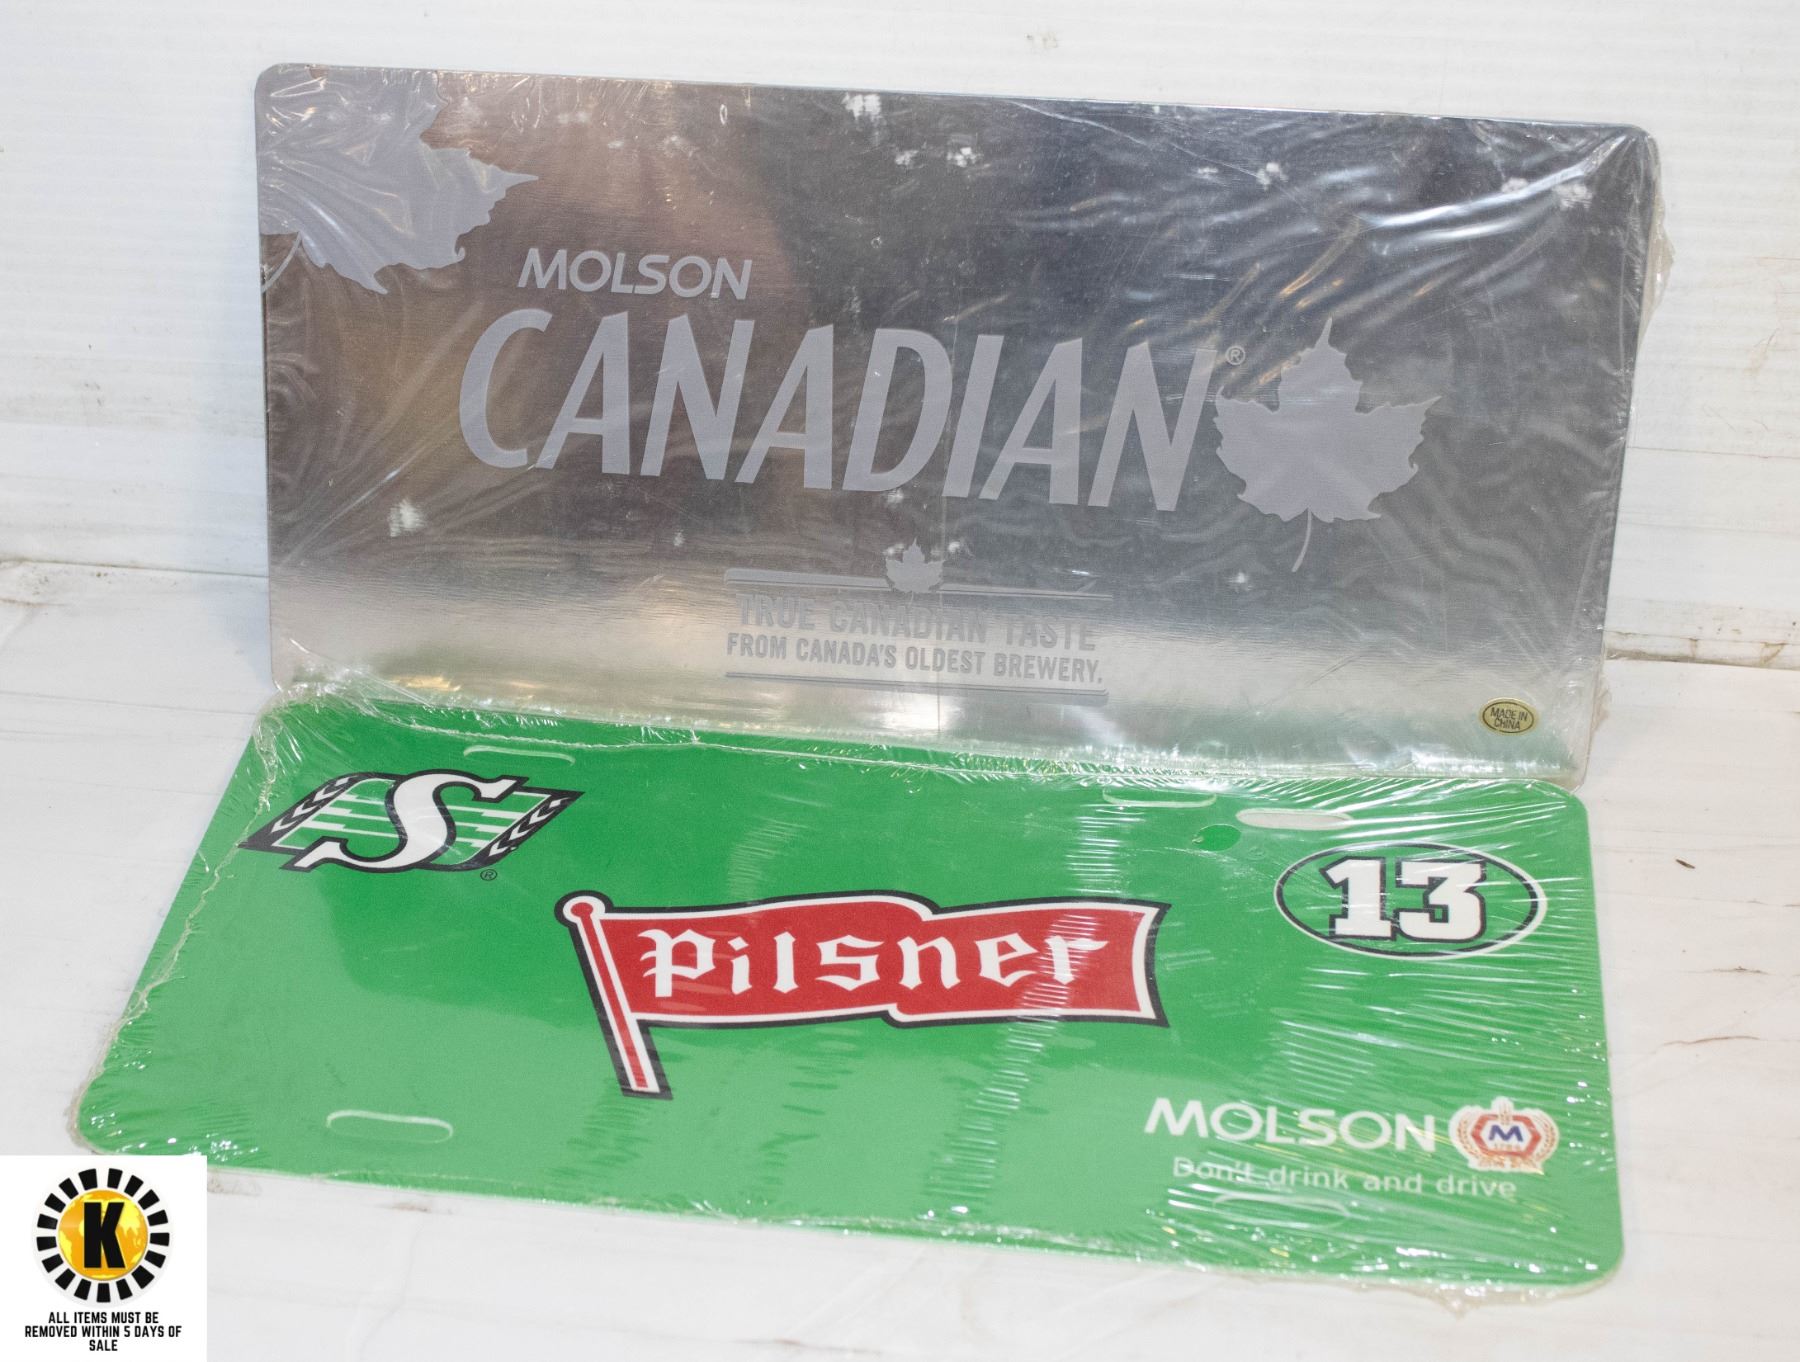 MOLSON
CANADIAN®
TRUE CANADIAN TASTE
FROM CANADA'S OLDEST BREWERY.
MADE IN
CHINA
S®
13
Pilsner
MOLSON M
Don't drink and drive
K
ALL ITEMS MUST BE
REMOVED WITHIN 5 DAYS OF
SALE